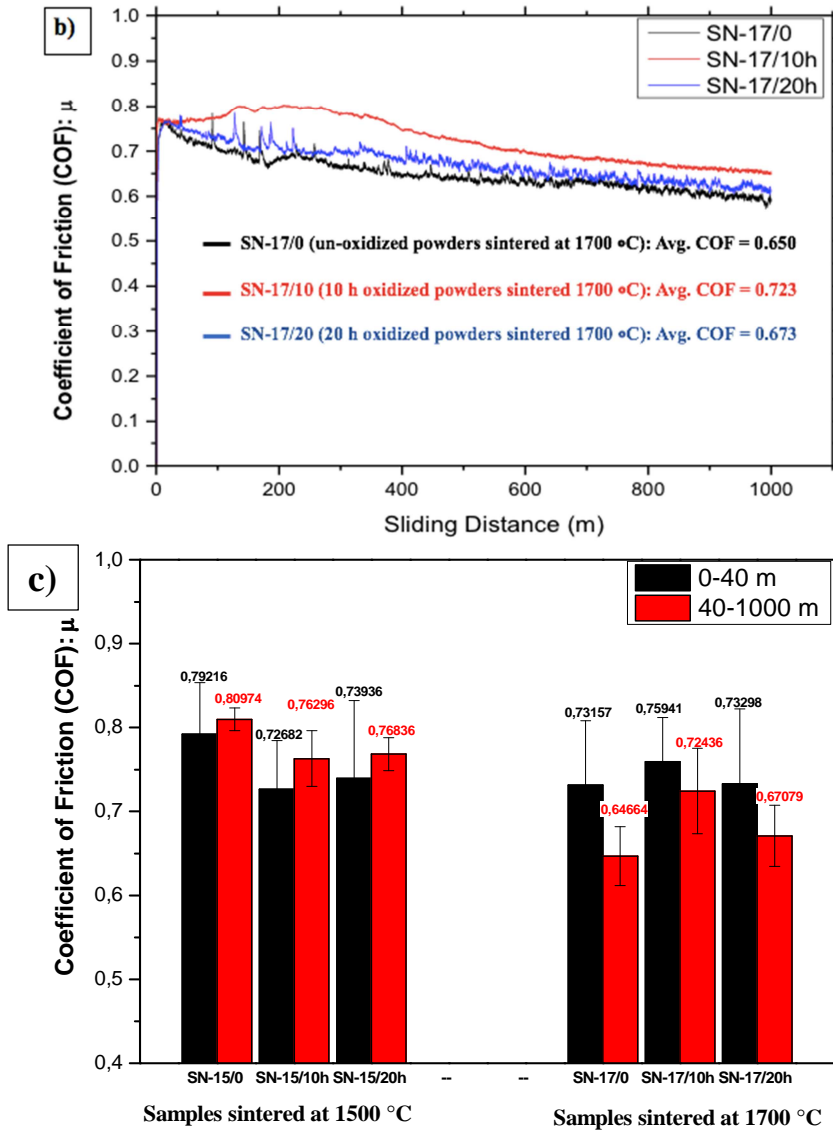 b)
SN-17/0
SN-17/10h
SN-17/20h
Coefficient of Friction (COF): µ
1.0
0.9
0.8
0.7
0.6
0.5
0.4
0.3
0.2
0.1
0.0
SN-17/0 (un-oxidized powders sintered at 1700 °C): Avg. COF = 0.650
SN-17/10 (10 h oxidized powders sintered 1700 °C): Avg. COF = 0.723
SN-17/20 (20 h oxidized powders sintered 1700 °C): Avg. COF = 0.673
0 200 400 600 800 1000
Sliding Distance (m)
c)
0-40 m
40-1000 m
Coefficient of Friction (COF): µ
1,0
0,9
0,8
0,7
0,6
0,5
0,4
0,79216
0,80974
0,72682
0,76296
0,73936
0,76836
0,73157
0,64664
0,75941
0,72436
0,73298
0,67079
SN-15/0 SN-15/10h SN-15/20h -- -- SN-17/0 SN-17/10h SN-17/20h
Samples sintered at 1500 °C Samples sintered at 1700 °C